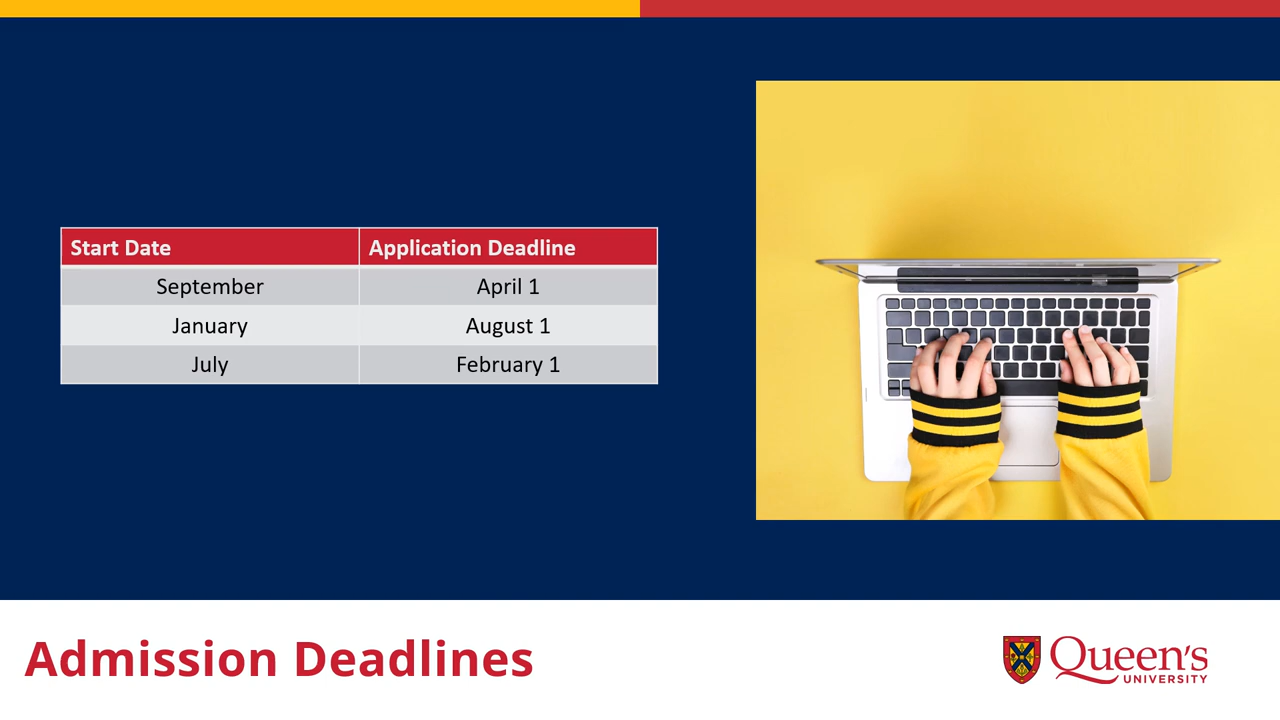 Start Date Application Deadline
September April 1
January August 1
July February 1
Admission Deadlines
Queen's
UNIVERSITY